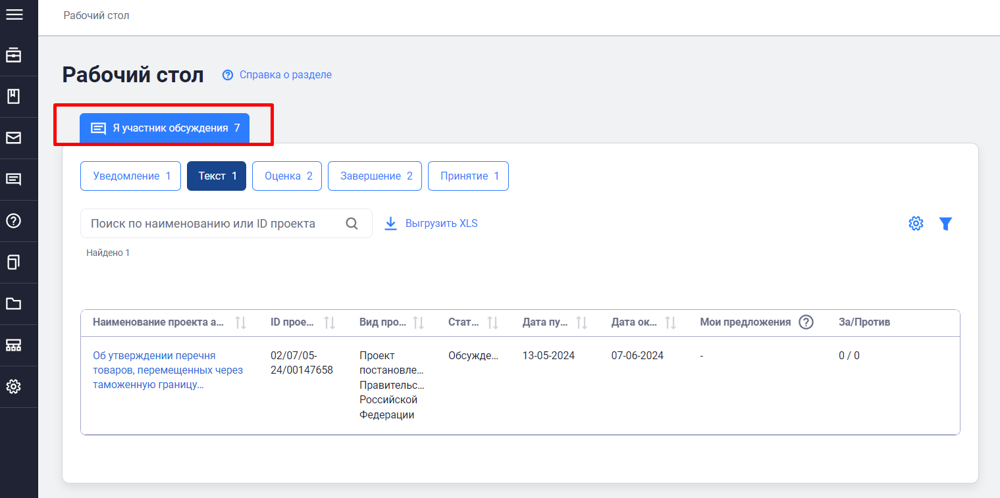 Рабочий стол
Рабочий стол
Справка о разделе
Я участник обсуждения 7
Уведомление 1
Текст 1
Оценка 2
Завершение 2
Принятие 1
Поиск по наименованию или ID проекта
Выгрузить XLS
Найдено 1
Наименование проекта а... ID прое... Вид про... Стат... Дата пу... Дата ок... Мои предложения За/Против
Об утверждении перечня
товаров, перемещенных через
таможенную границу...
02/07/05-
24/00147658
Проект
постановле...
Правительс...
Российской
Федерации
Обсужде...
13-05-2024
07-06-2024
-
0 / 0